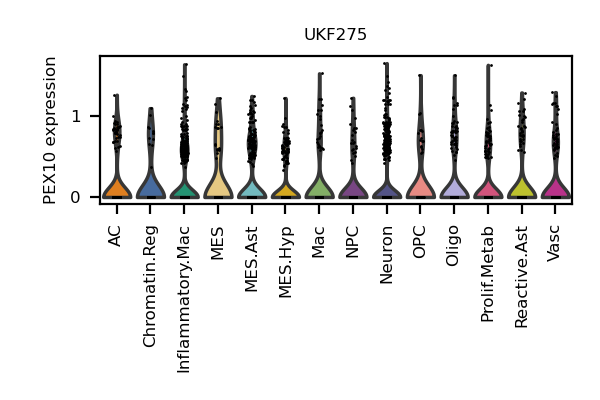 UKF275
PEX10 expression
1
0
AC
Chromatin.Reg
Inflammatory.Mac
MES
MES.Ast
MES.Hyp
Mac
NPC
Neuron
OPC
Oligo
Prolif.Metab
Reactive.Ast
Vasc